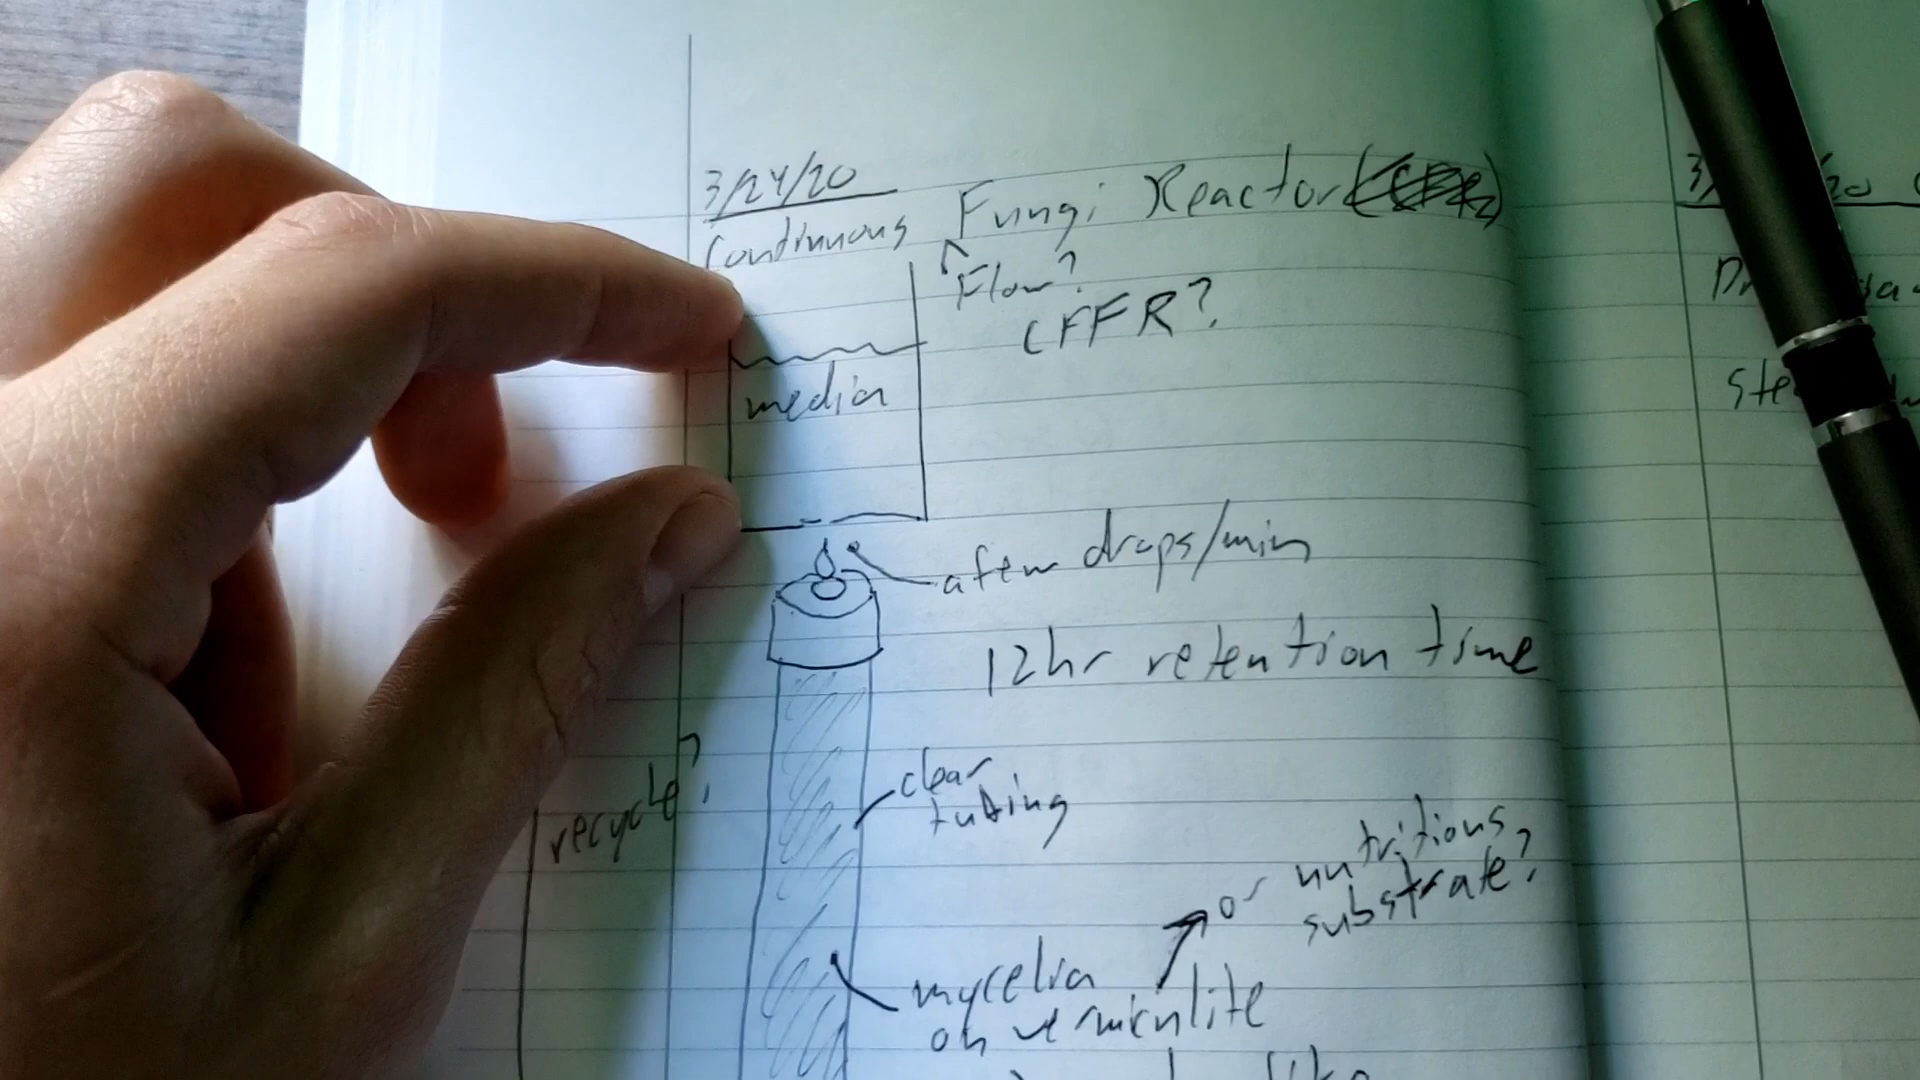 3/24/20
Continuous Fungi Reactor
Flow?
CFFR?
media
a few drops/min
12hr retention time
clear
tubing
recycle?
or nutritious
substrate?
mycelia
on vermiculite
like